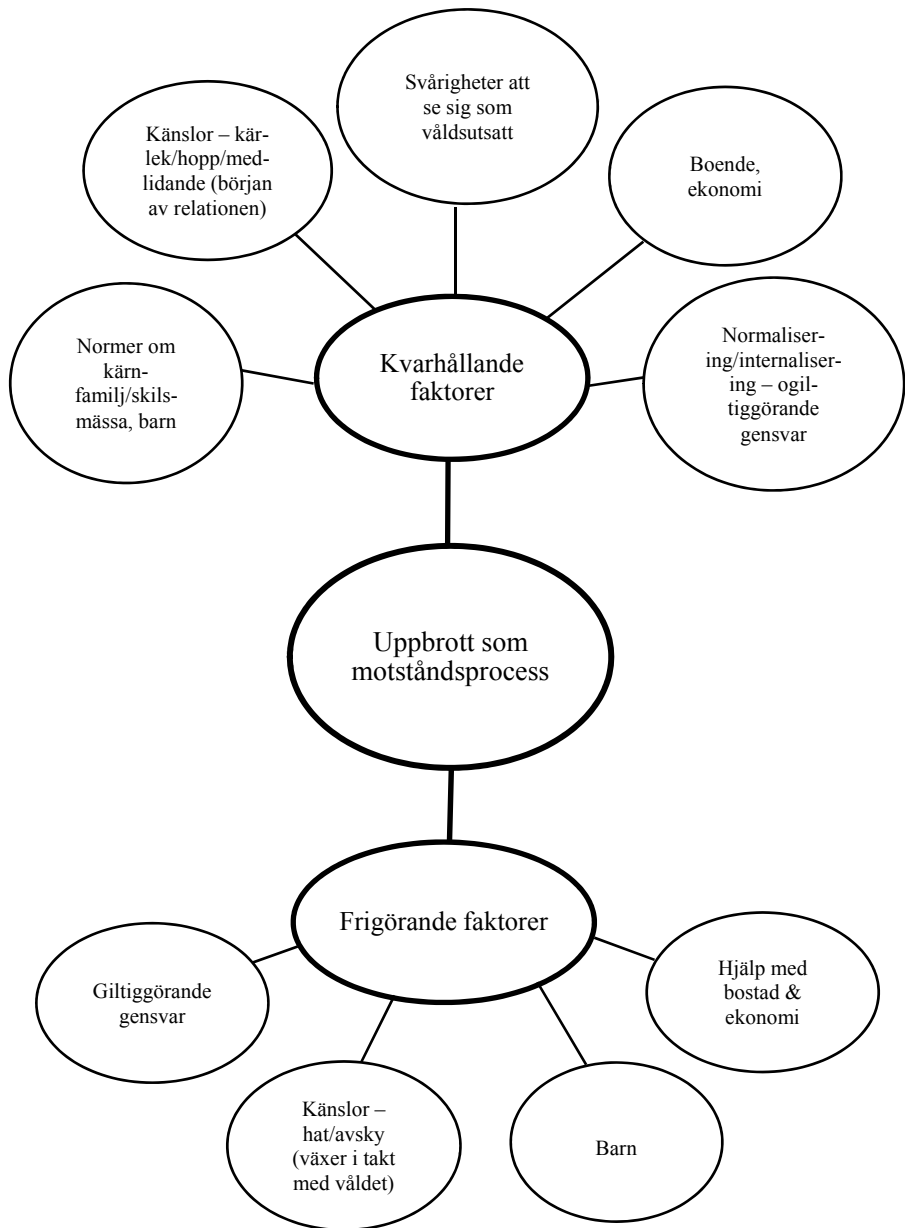 Svårigheter att
se sig som
våldsutsatt
Känslor – kär-
lek/hopp/med-
lidande (början
av relationen)
Boende,
ekonomi
Normer om
kärn-
familj/skils-
mässa, barn
Kvarhållande
faktorer
Normaliser-
ing/internaliser-
ing – ogil-
tiggörande
gensvar
Uppbrott som
motståndsprocess
Frigörande faktorer
Giltiggörande
gensvar
Hjälp med
bostad &
ekonomi
Känslor –
hat/avsky
(växer i takt
med våldet)
Barn